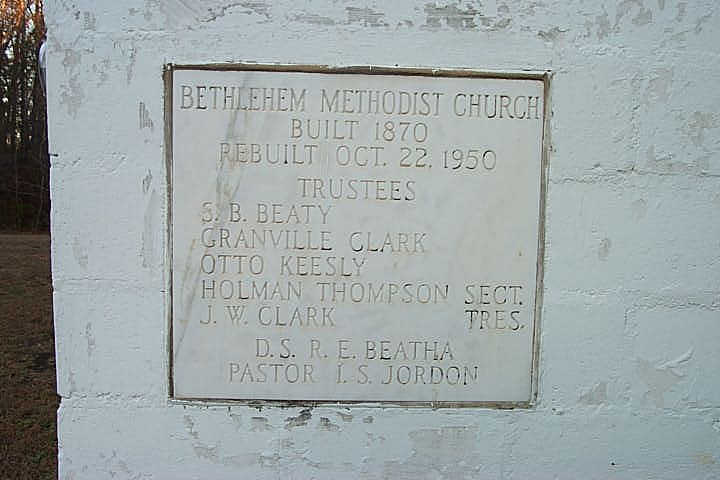 BETHLEHEM METHODIST CHURCH
BUILT 1870
REBUILT OCT. 22, 1950
TRUSTEES
S. B. BEATY
GRANVILLE CLARK
OTTO KEESLY
HOLMAN THOMPSON SECT.
J. W. CLARK TRES.
D. S. R. E. BEATHA
PASTOR I. S. JORDON